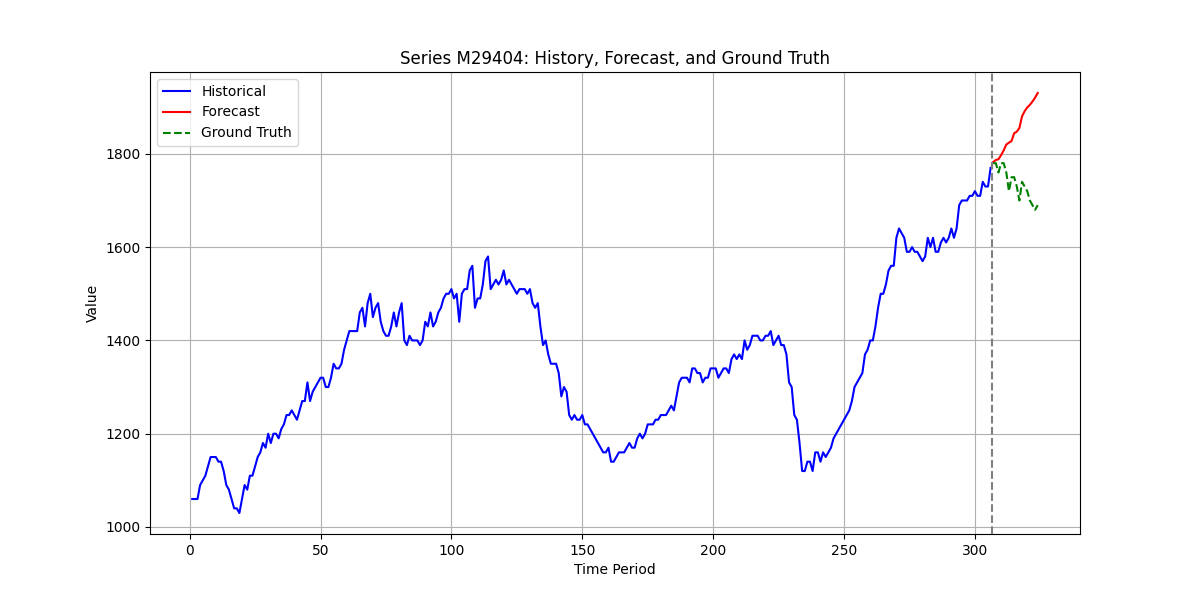 Series M29404: History, Forecast, and Ground Truth
Historical
Forecast
Ground Truth
1800
1600
1400
1200
1000
Value
0 50 100 150 200 250 300
Time Period